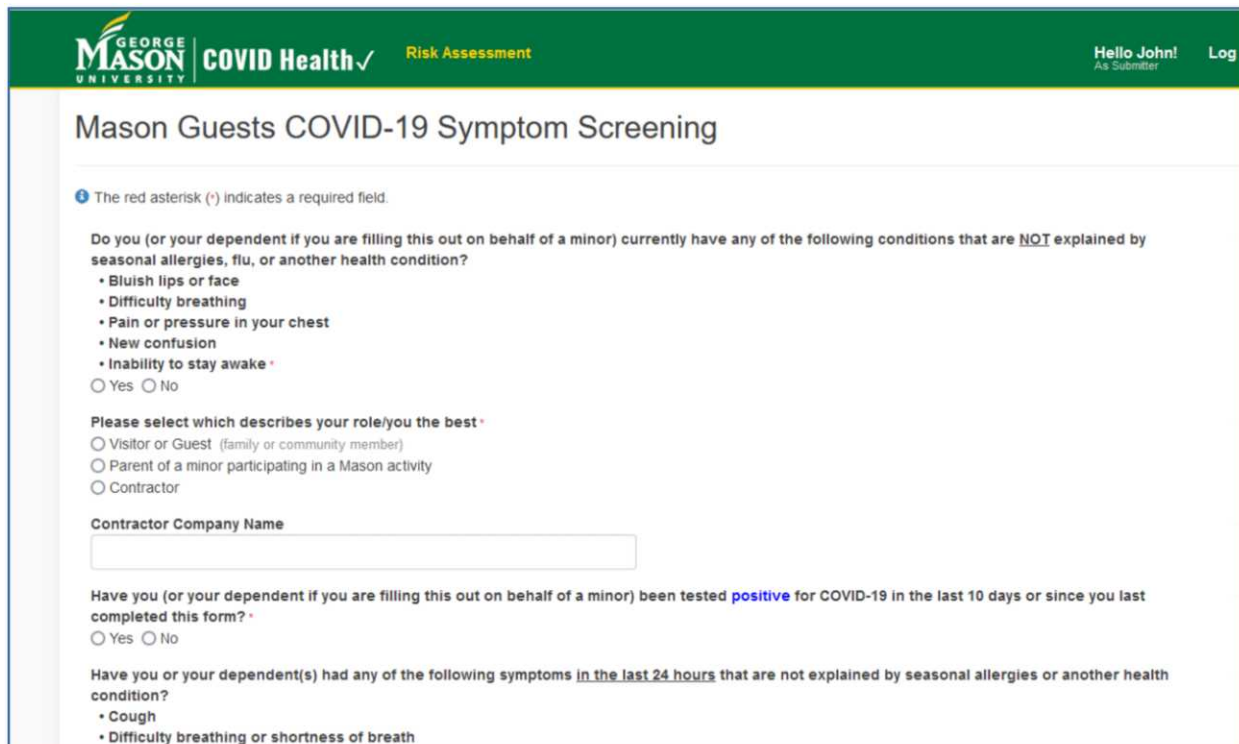 GEORGE
MASON
UNIVERSITY
COVID Health✓
Risk Assessment
Hello John!
As Submitter
Log
Mason Guests COVID-19 Symptom Screening
The red asterisk (*) indicates a required field.
Do you (or your dependent if you are filling this out on behalf of a minor) currently have any of the following conditions that are NOT explained by
seasonal allergies, flu, or another health condition?
• Bluish lips or face
• Difficulty breathing
• Pain or pressure in your chest
• New confusion
• Inability to stay awake *
Yes No
Please select which describes your role/you the best *
Visitor or Guest (family or community member)
Parent of a minor participating in a Mason activity
Contractor
Contractor Company Name
Have you (or your dependent if you are filling this out on behalf of a minor) been tested positive for COVID-19 in the last 10 days or since you last
completed this form? *
Yes No
Have you or your dependent(s) had any of the following symptoms in the last 24 hours that are not explained by seasonal allergies or another health
condition?
• Cough
• Difficulty breathing or shortness of breath